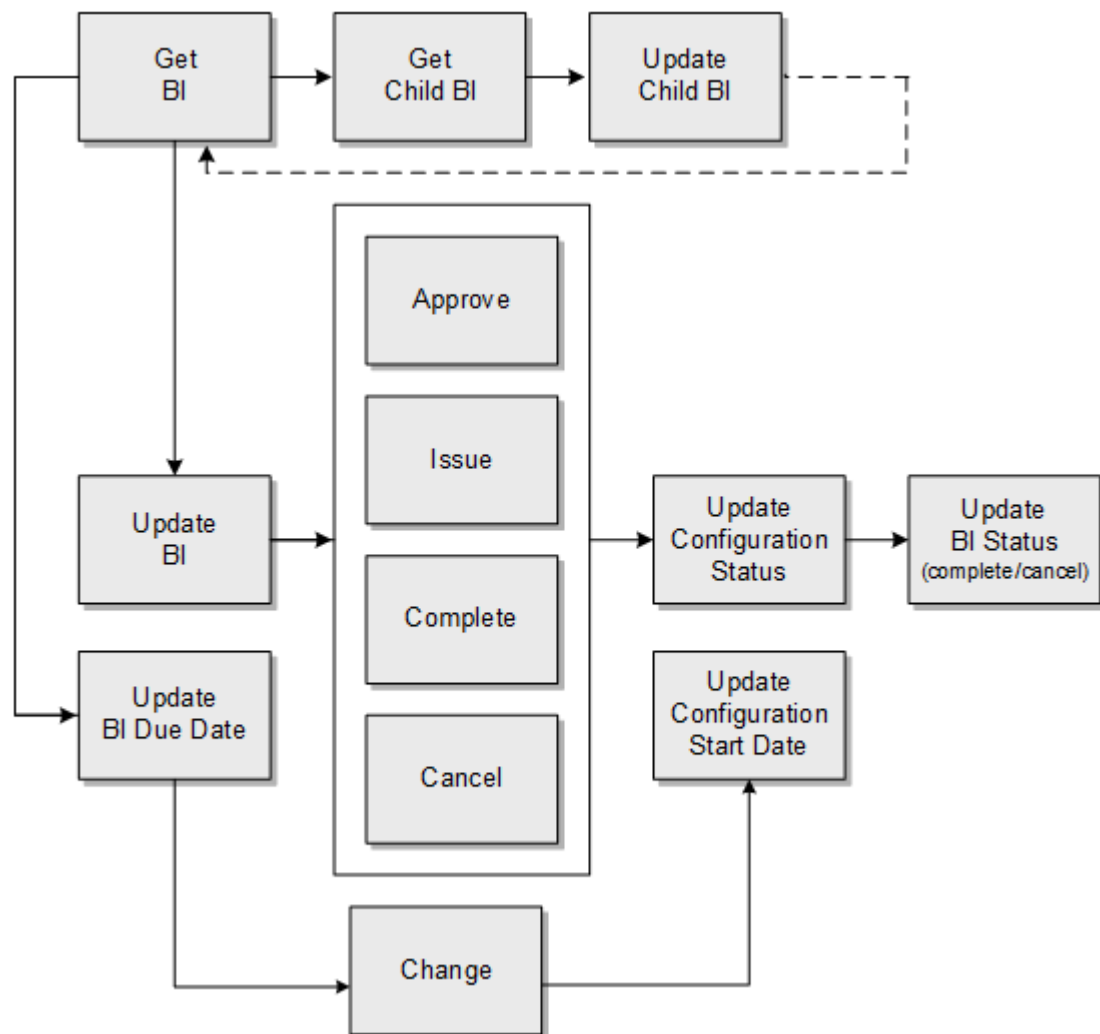 Get
BI
Get
Child BI
Update
Child BI
Approve
Issue
Update
BI
Update
Configuration
Status
Update
BI Status
(complete/cancel)
Complete
Update
BI Due Date
Update
Configuration
Start Date
Cancel
Change